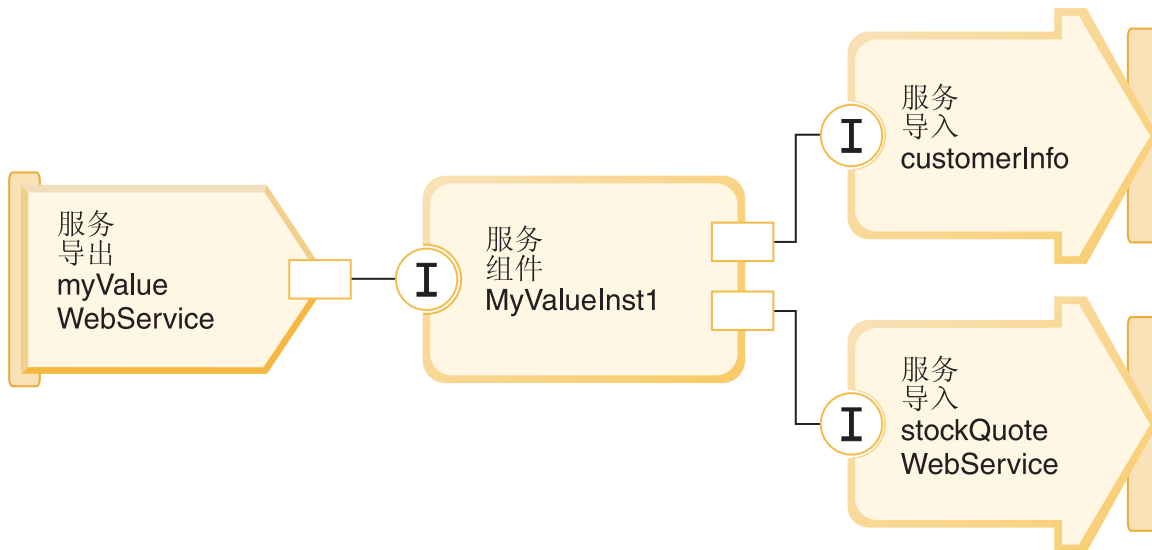 服务
导出
myValue
WebService
I
服务
组件
MyValueInst1
I
服务
导入
customerInfo
I
服务
导入
stockQuote
WebService